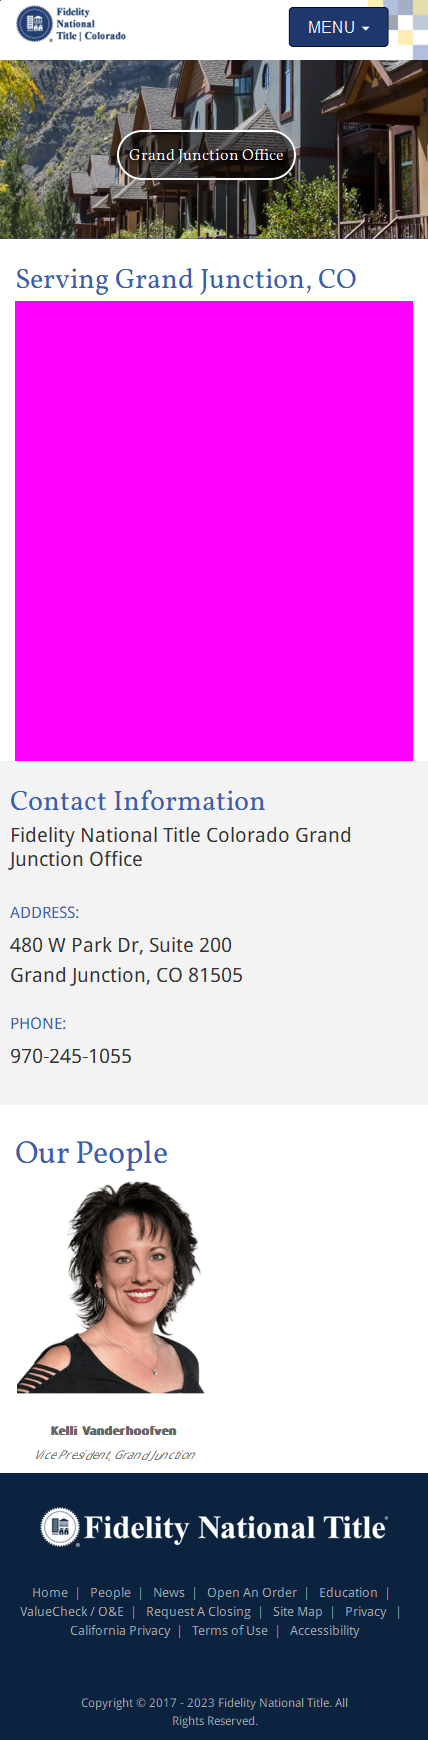 Fidelity
National
Title | Colorado
MENU
Grand Junction Office
Serving Grand Junction, CO
Contact Information
Fidelity National Title Colorado Grand
Junction Office
ADDRESS:
480 W Park Dr, Suite 200
Grand Junction, CO 81505
PHONE:
970-245-1055
Our People
Kelli Vanderhoofven
Vice President, Grand Junction
Fidelity National Title
Home | People | News | Open An Order | Education |
ValueCheck / O&E | Request A Closing | Site Map | Privacy |
California Privacy | Terms of Use | Accessibility
Copyright © 2017 - 2023 Fidelity National Title. All
Rights Reserved.